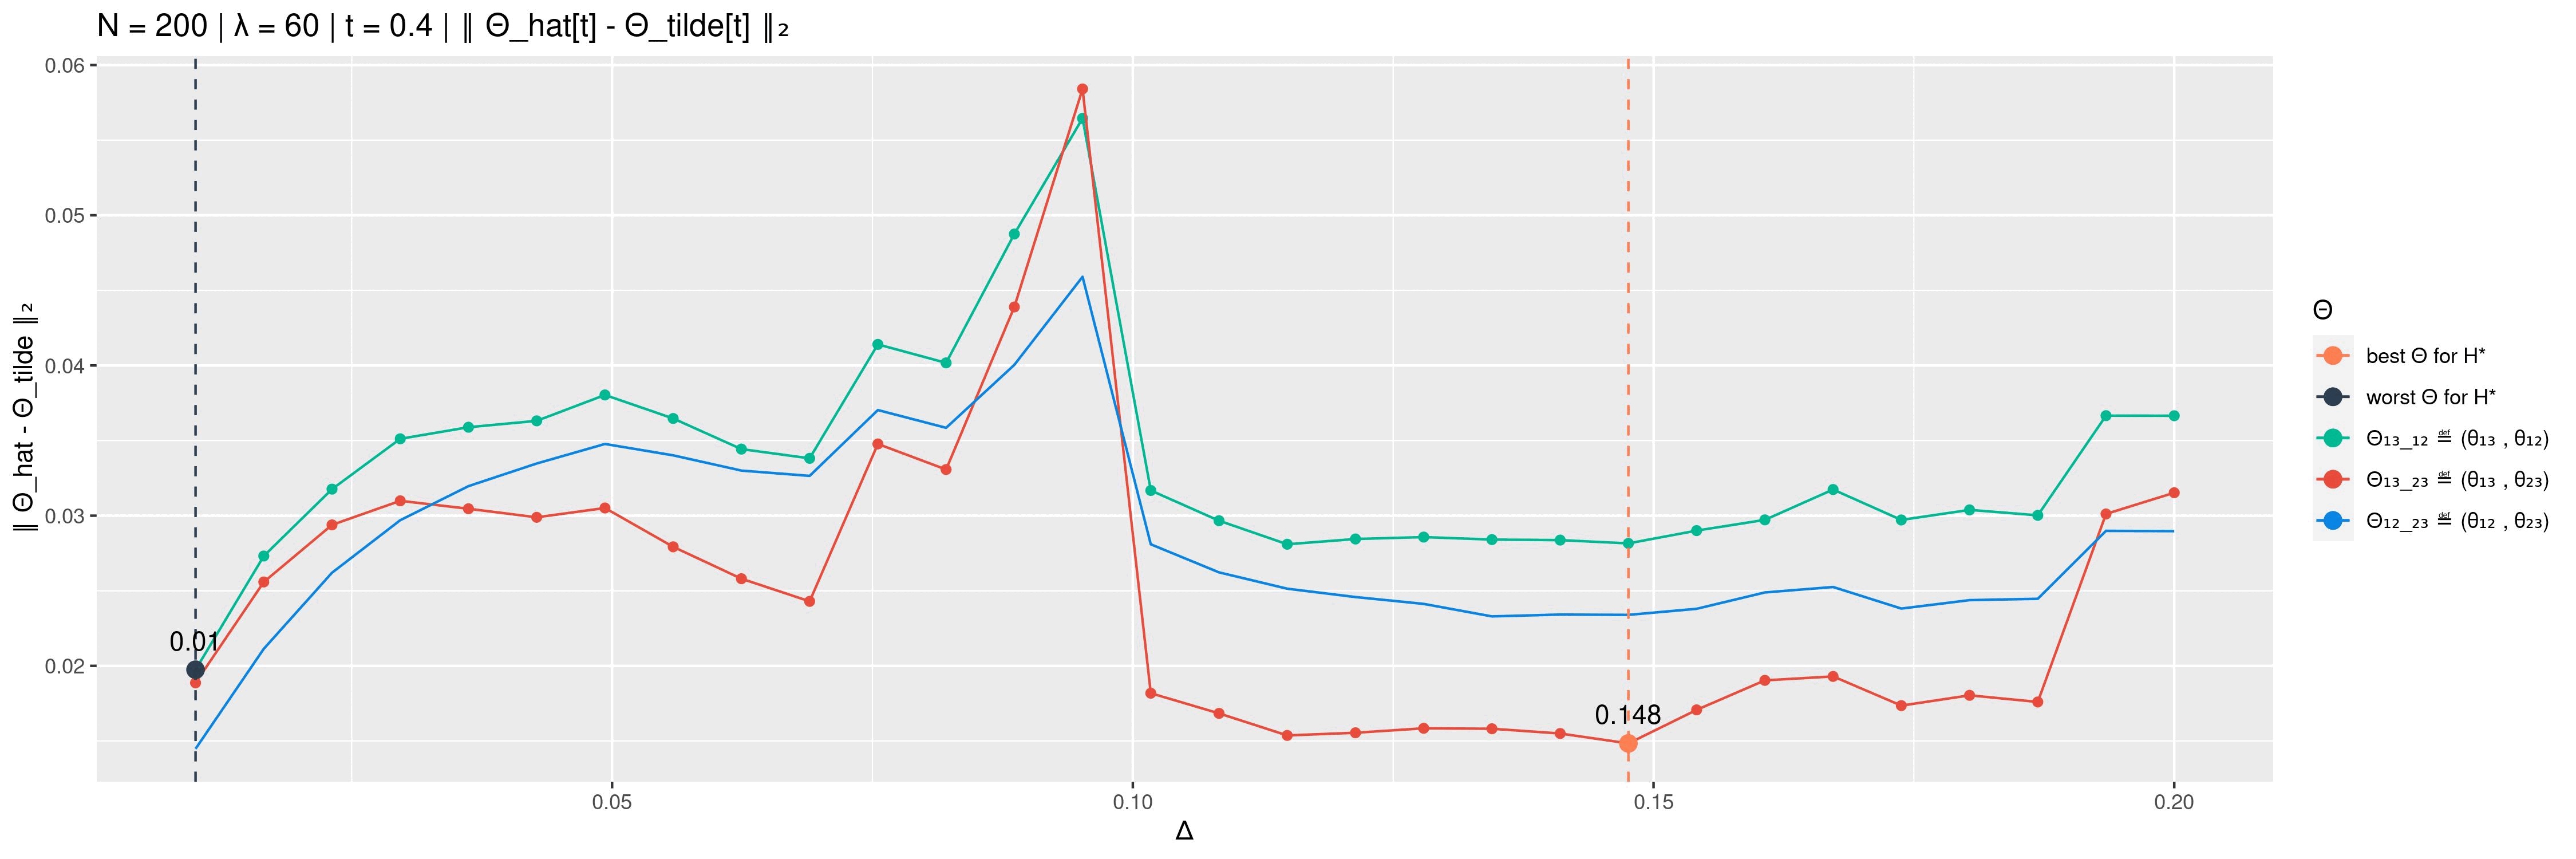 N = 200 | λ = 60 | t = 0.4 | ‖ Θ_hat[t] - Θ_tilde[t] ‖₂
‖ Θ_hat - Θ_tilde ‖₂
0.06
0.05
0.04
0.03
0.02
0.01
0.148
0.05
0.10
0.15
0.20
Δ
Θ
best Θ for H*
worst Θ for H*
Θ₁₃_₁₂ ≝ (θ₁₃ , θ₁₂)
Θ₁₃_₂₃ ≝ (θ₁₃ , θ₂₃)
Θ₁₂_₂₃ ≝ (θ₁₂ , θ₂₃)